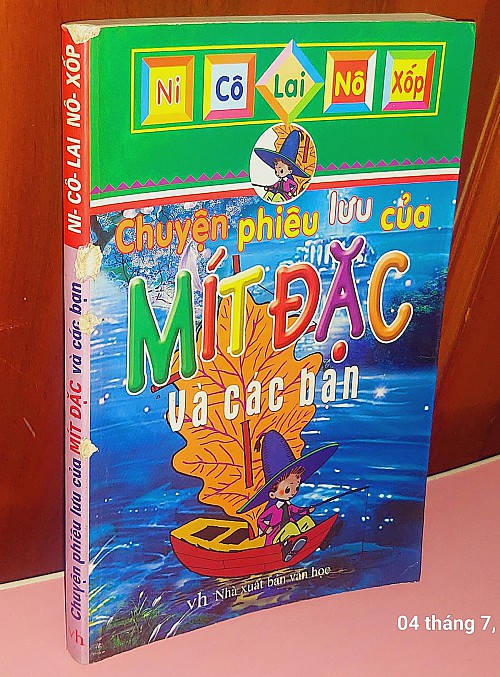 Ni Cô Lai Nô Xốp
Chuyện phiêu lưu của
MÍT ĐẶC
và các bạn
vh Nhà xuất bản văn học
NI- CÔ- LAI NÔ- XỐP
Chuyện phiêu lưu của MÍT ĐẶC và các bạn
vh
04 tháng 7,